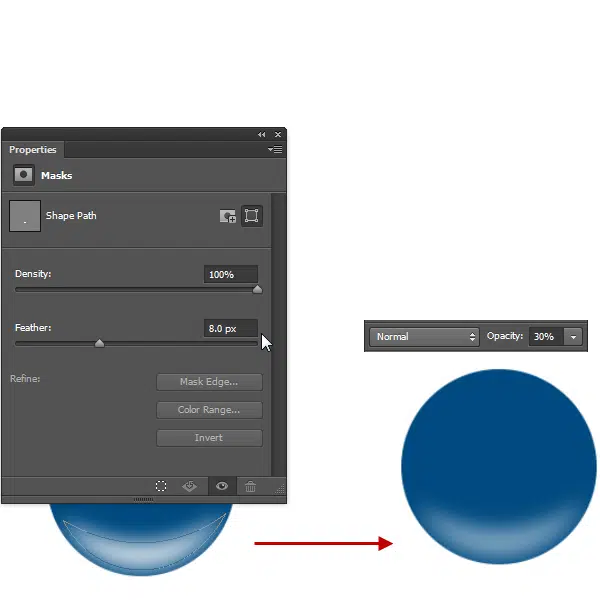 Properties
Masks
Shape Path
Density: 100%
Feather: 8.0 px
Refine: Mask Edge...
Color Range...
Invert
Normal Opacity: 30%